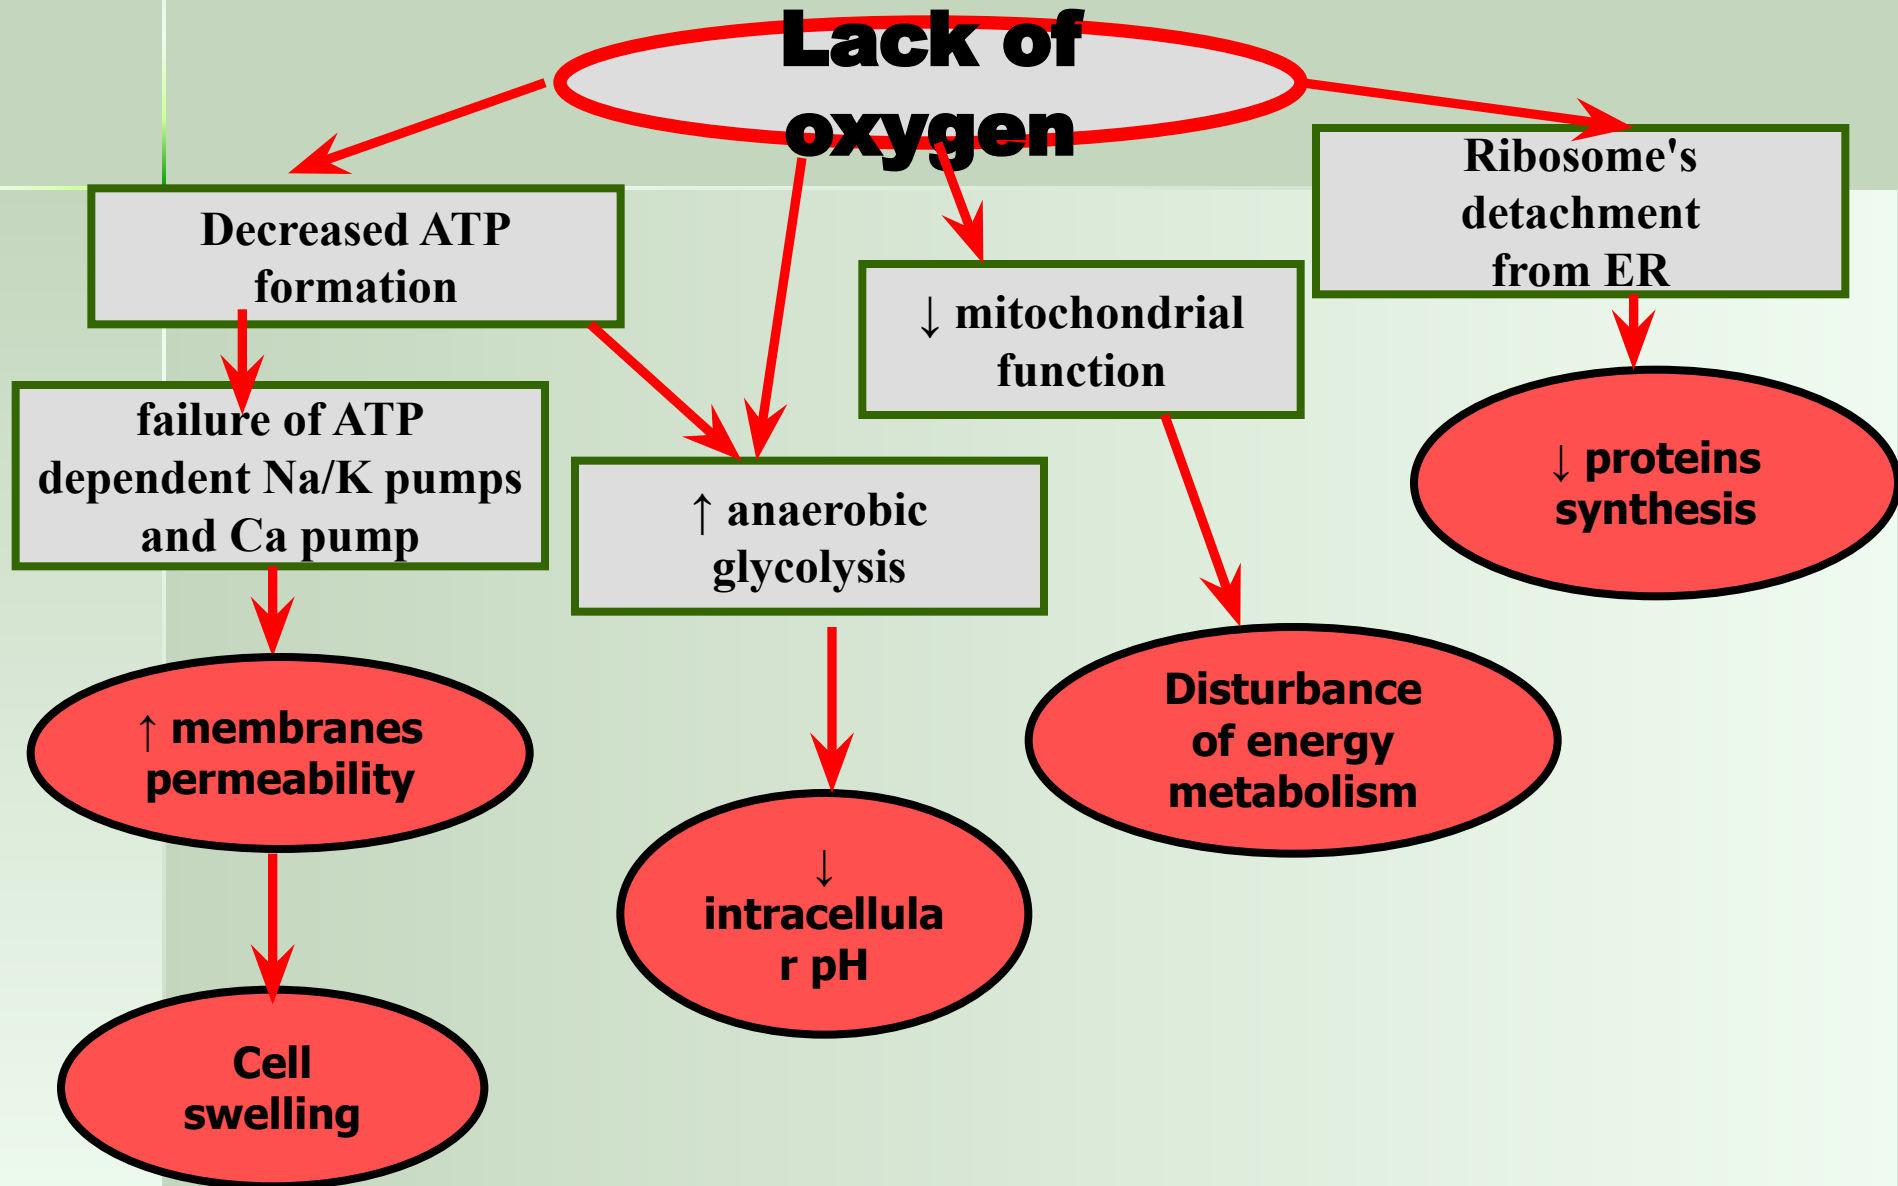 Lack of
oxygen
Decreased ATP
formation
Ribosome's
detachment
from ER
↓ mitochondrial
function
failure of ATP
dependent Na/K pumps
and Ca pump
↑ anaerobic
glycolysis
↓ proteins
synthesis
↑ membranes
permeability
Disturbance
of energy
metabolism
↓
intracellula
r pH
Cell
swelling